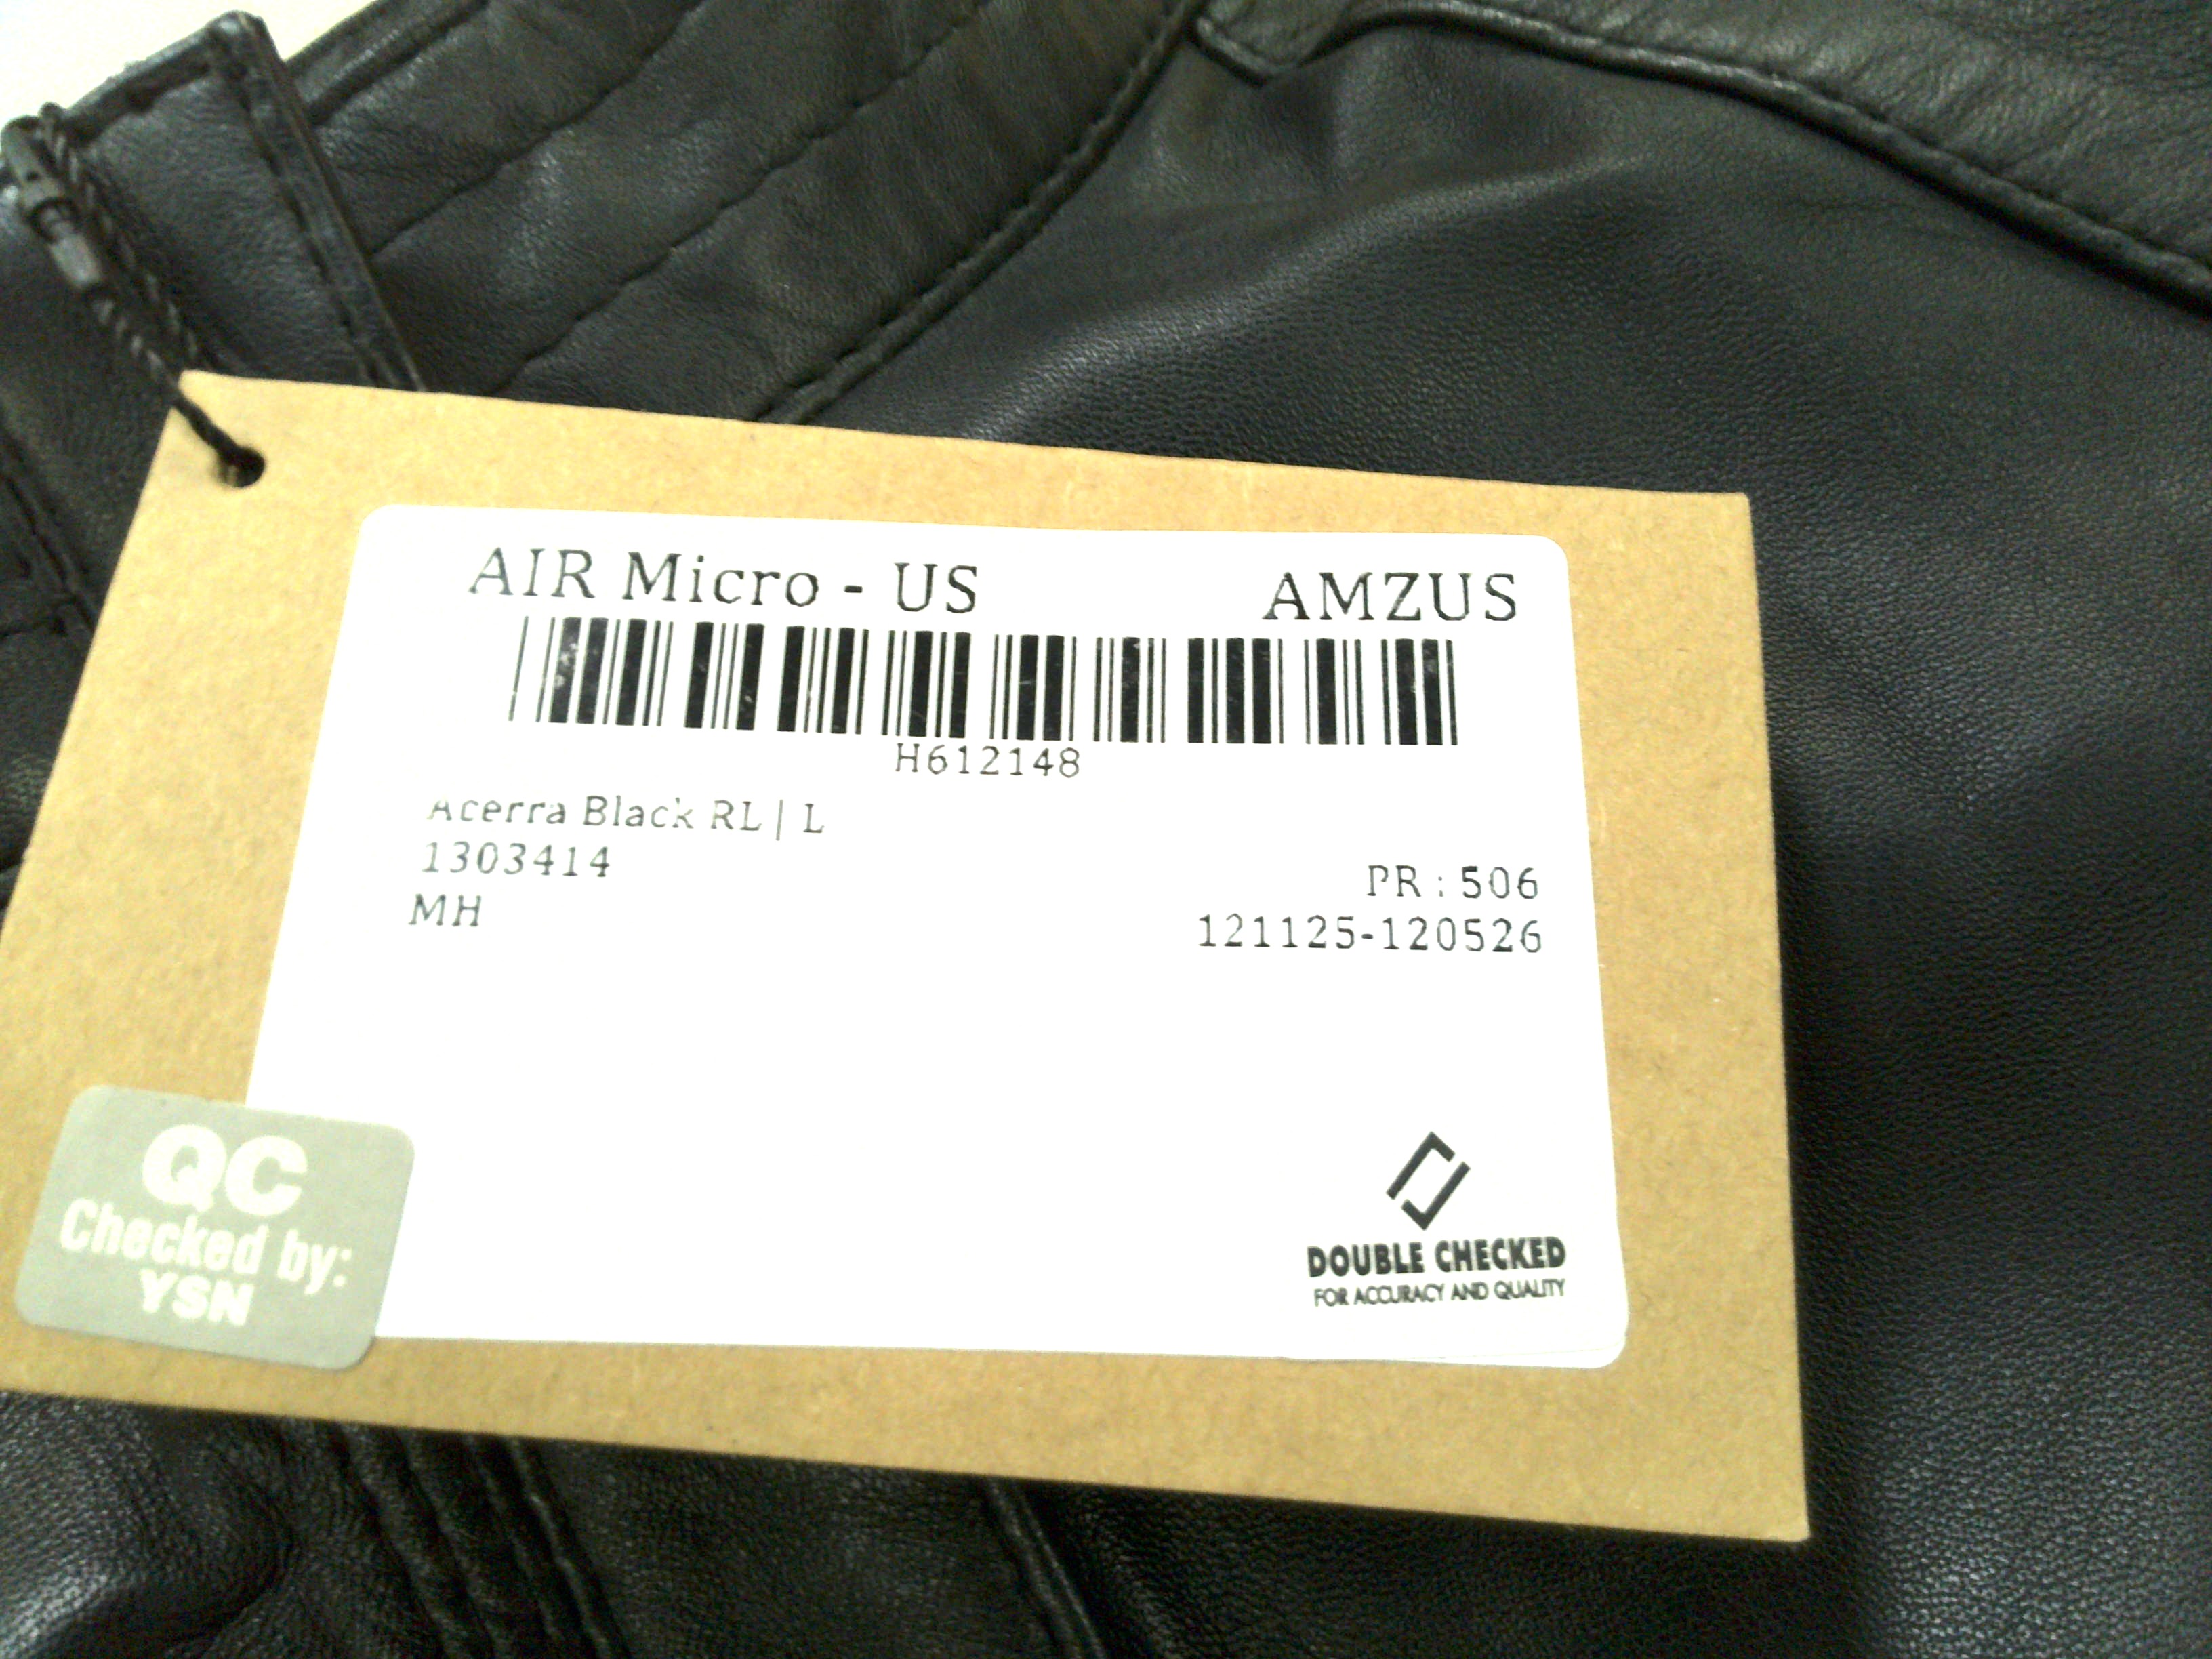 AIR Micro - US AMZUS
H612148
Acerra Black RL | L
1303414
PR : 506
MH
121125-120526
QC
Checked by:
YSN
DOUBLE CHECKED
FOR ACCURACY AND QUALITY